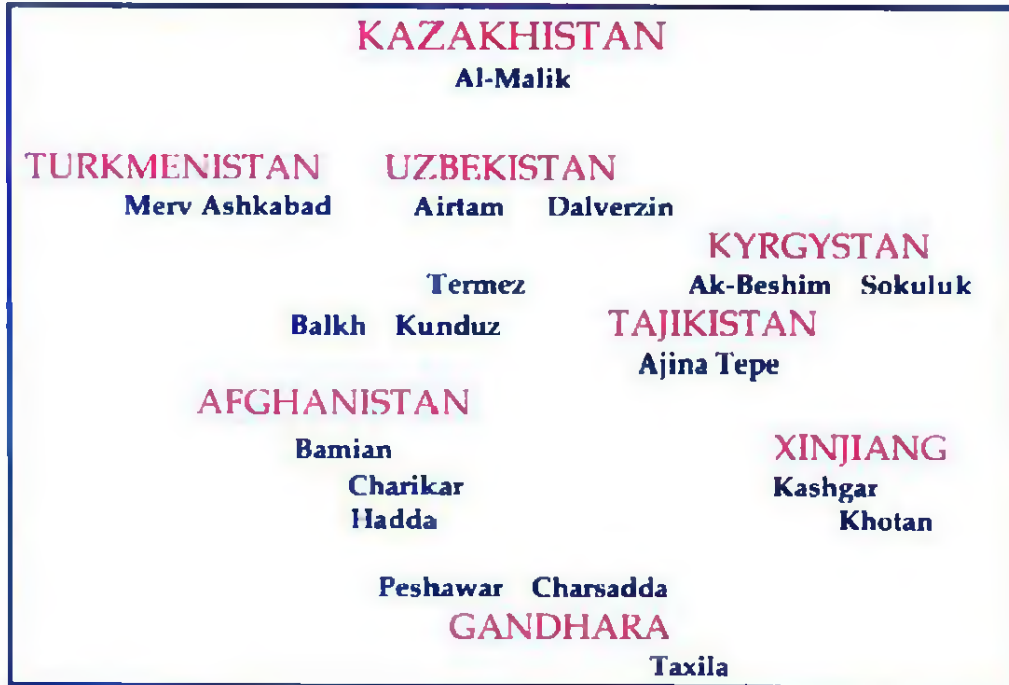 KAZAKHISTAN
Al-Malik
TURKMENISTAN UZBEKISTAN
Merv Ashkabad Airtam Dalverzin
KYRGYSTAN
Termez Ak-Beshim Sokuluk
Balkh Kunduz TAJIKISTAN
Ajina Tepe
AFGHANISTAN
Bamian XINJIANG
Charikar Kashgar
Hadda Khotan
Peshawar Charsadda
GANDHARA
Taxila